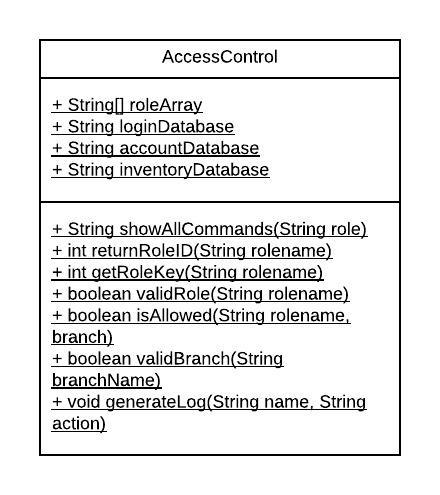 AccessControl
+ String[] roleArray
+ String loginDatabase
+ String accountDatabase
+ String inventoryDatabase
+ String showAllCommands(String role)
+ int returnRoleID(String rolename)
+ int getRoleKey(String rolename)
+ boolean validRole(String rolename)
+ boolean isAllowed(String rolename,
branch)
+ boolean validBranch(String
branchName)
+ void generateLog(String name, String
action)